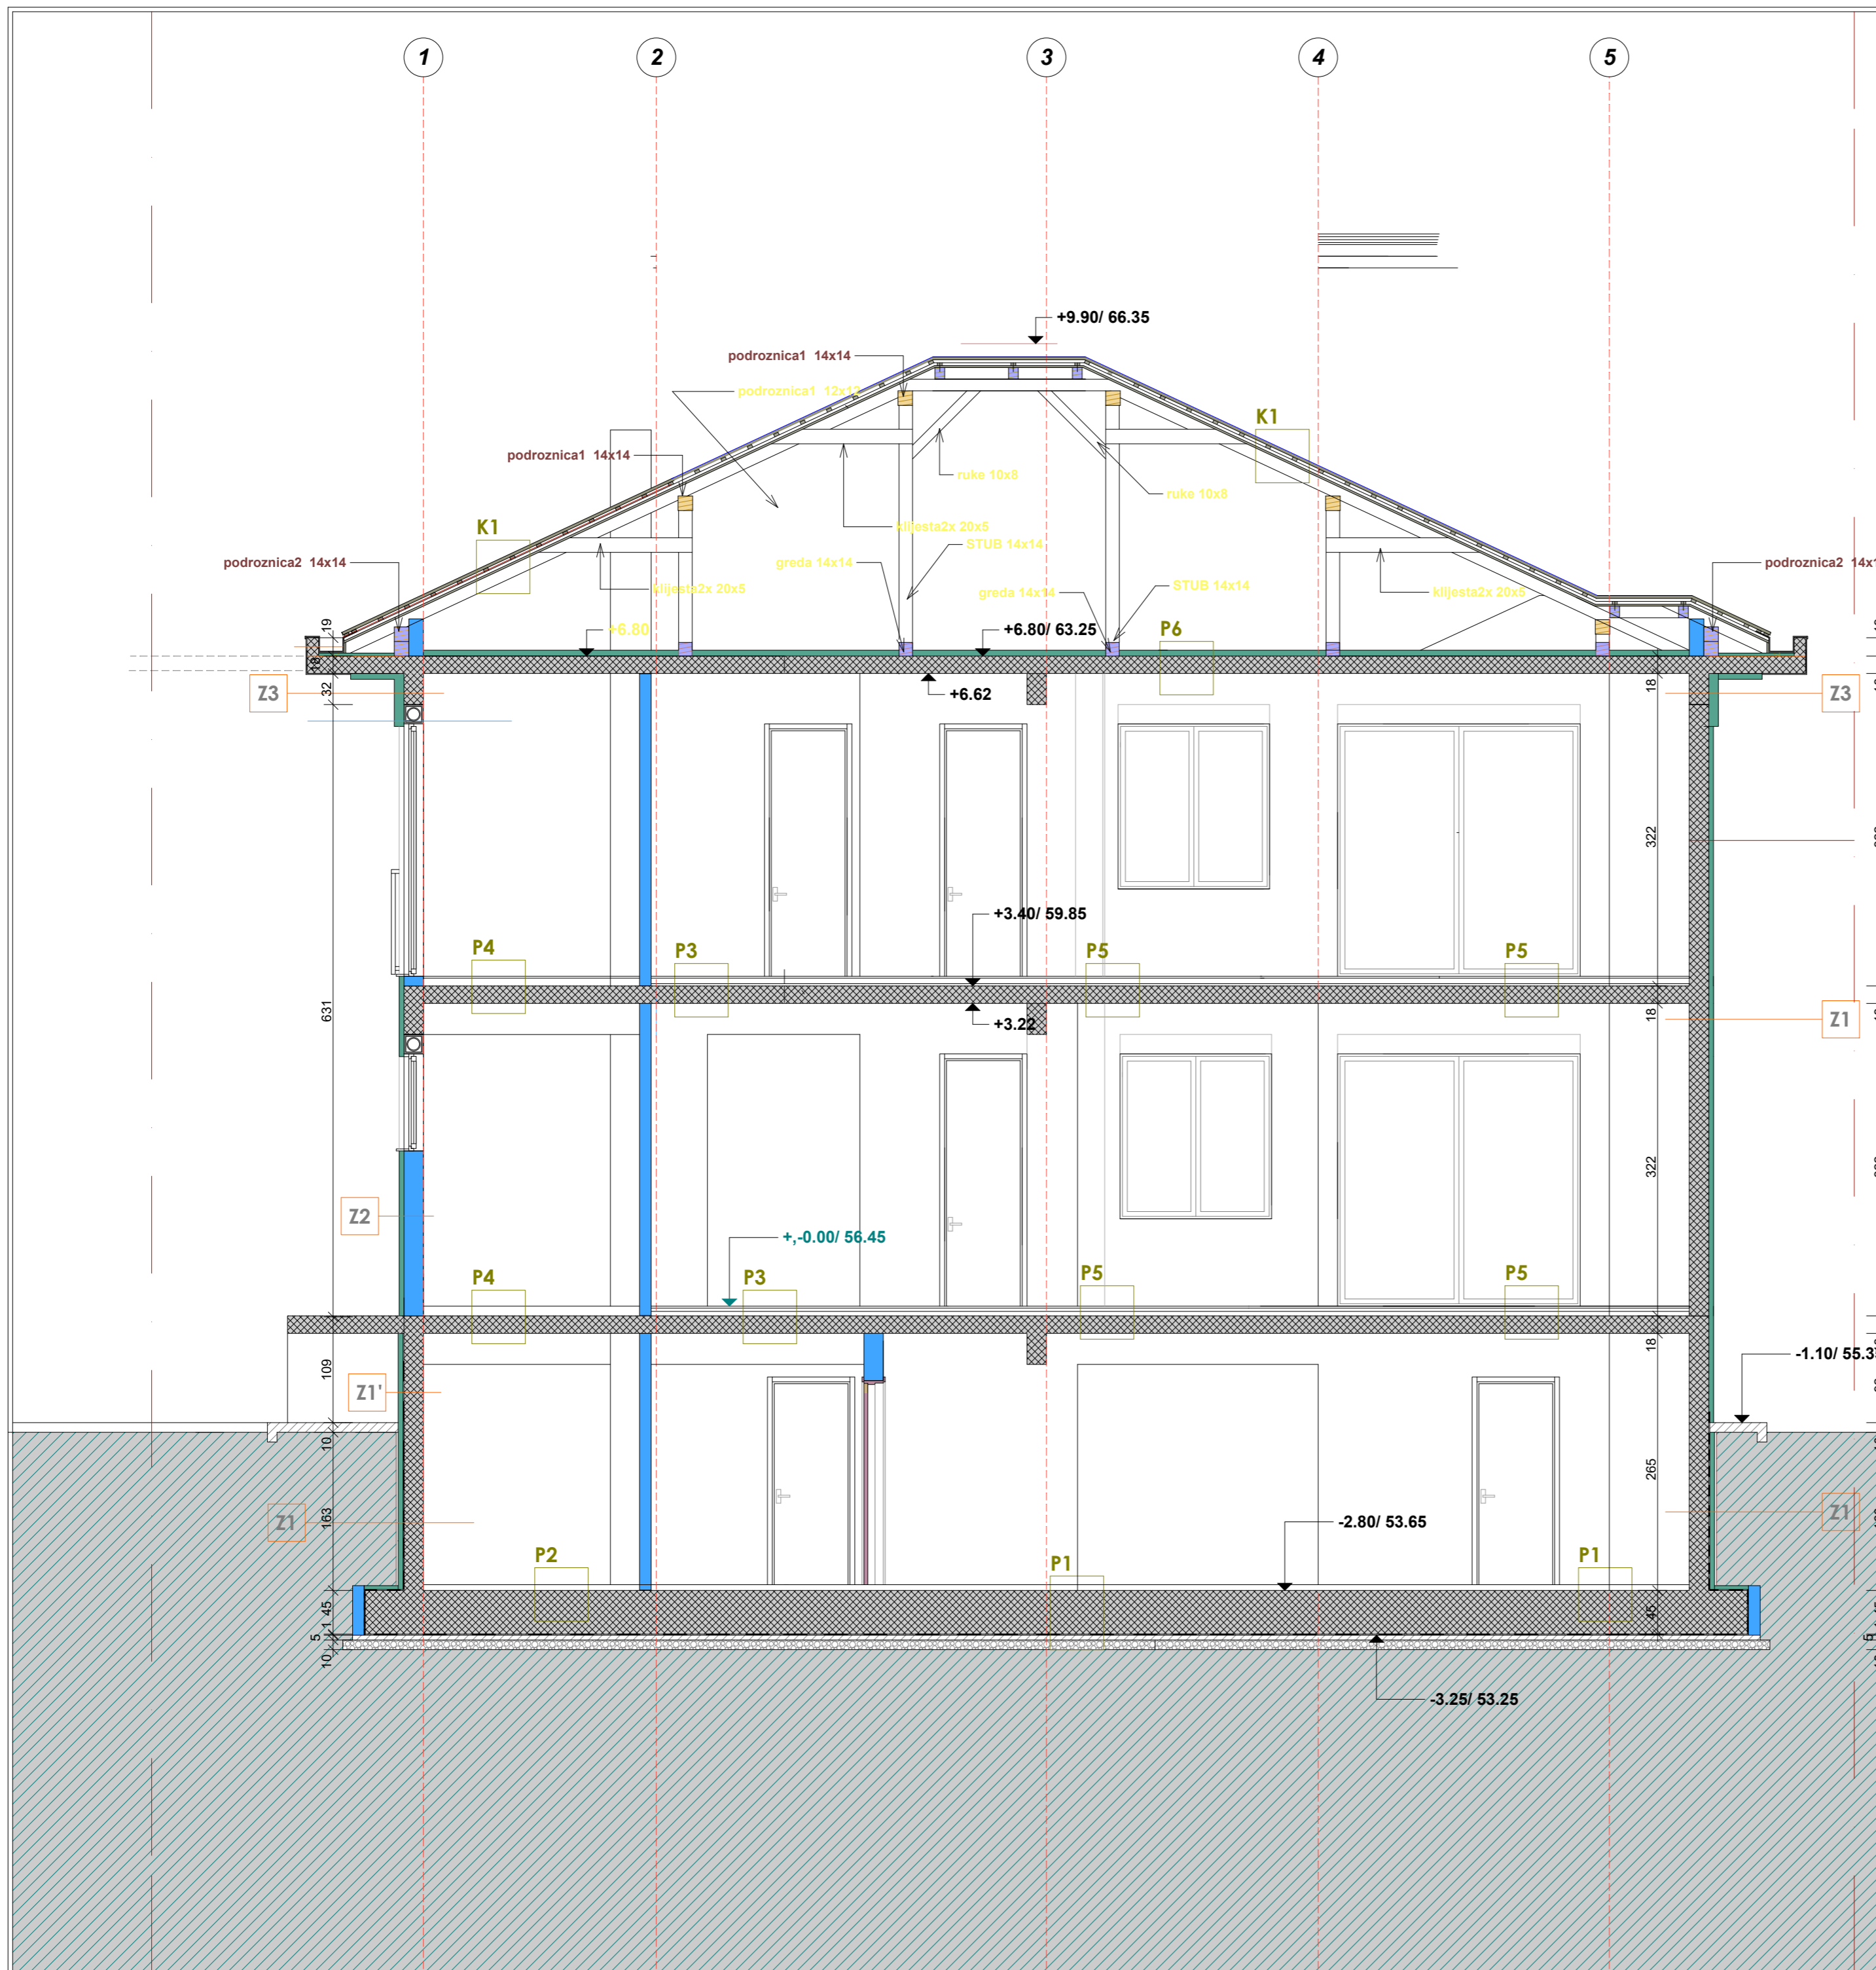 1 2 3 4 5
+9.90/ 66.35
podroznica1 14x14
podroznica1 12x12
K1
podroznica1 14x14
ruke 10x8
ruke 10x8
K1
klijesta2x 20x5
STUB 14x14
podroznica2 14x14
greda 14x14
podroznica2 14x1
klijesta2x 20x5
greda 14x14
STUB 14x14
klijesta2x 20x5
19
+6.80
+6.80/ 63.25
P6
18
32
Z3
+6.62
18
Z3
322
+3.40/ 59.85
P4
P3
P5
P5
631
+3.22
18
Z1
322
Z2
+,-0.00/ 56.45
P4
P3
P5
P5
109
18
-1.10/ 55.3
Z1'
10
265
163
Z1
-2.80/ 53.65
Z1
P2
P1
P1
45
45
1
5
5
10
-3.25/ 53.25